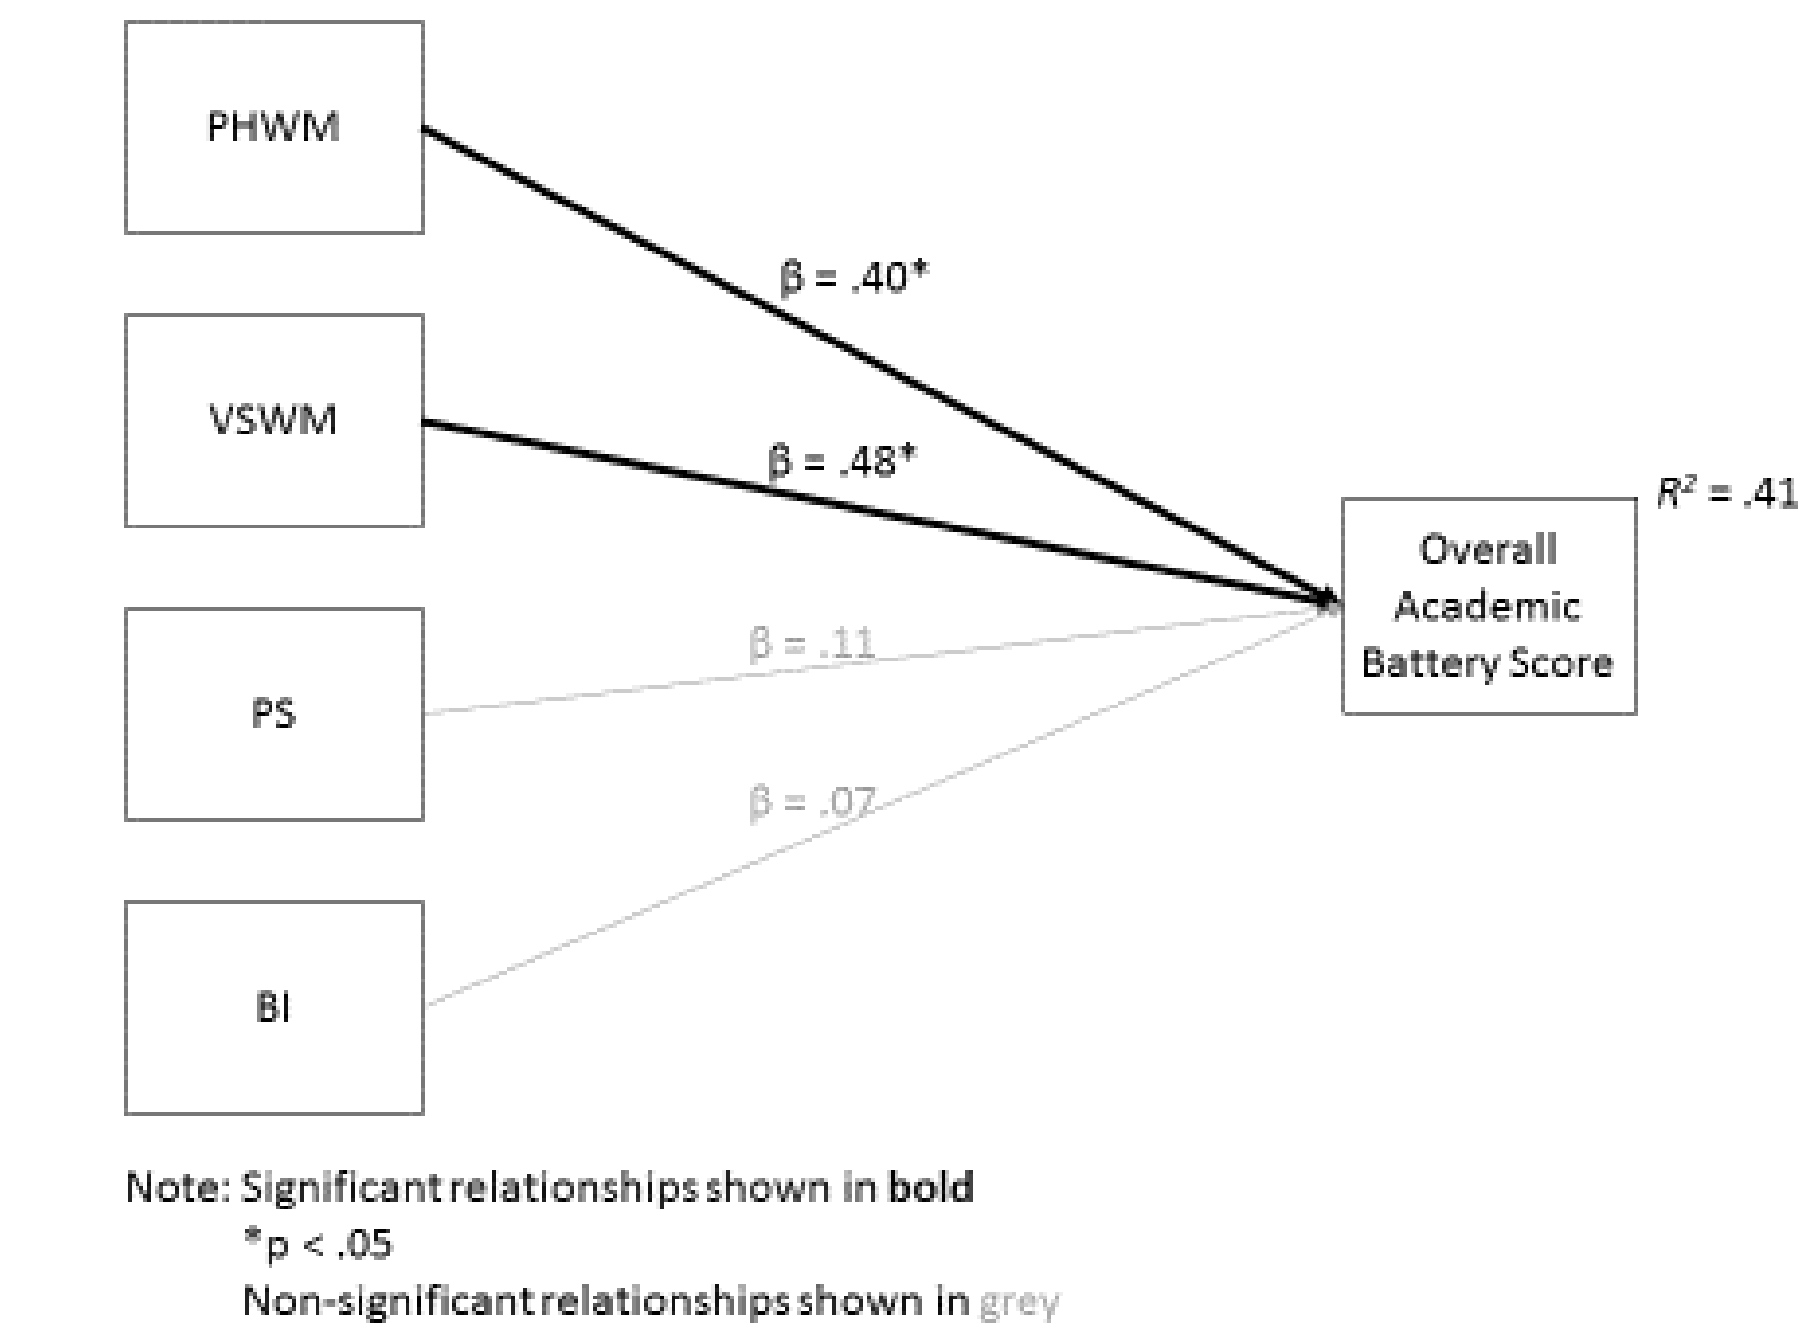 PHWM
β = .40*
VSWM
β = .48*
R² = .41
Overall
Academic
Battery Score
β = .11
PS
β = .07
BI
Note: Significant relationships shown in bold
*p < .05
Non-significant relationships shown in grey